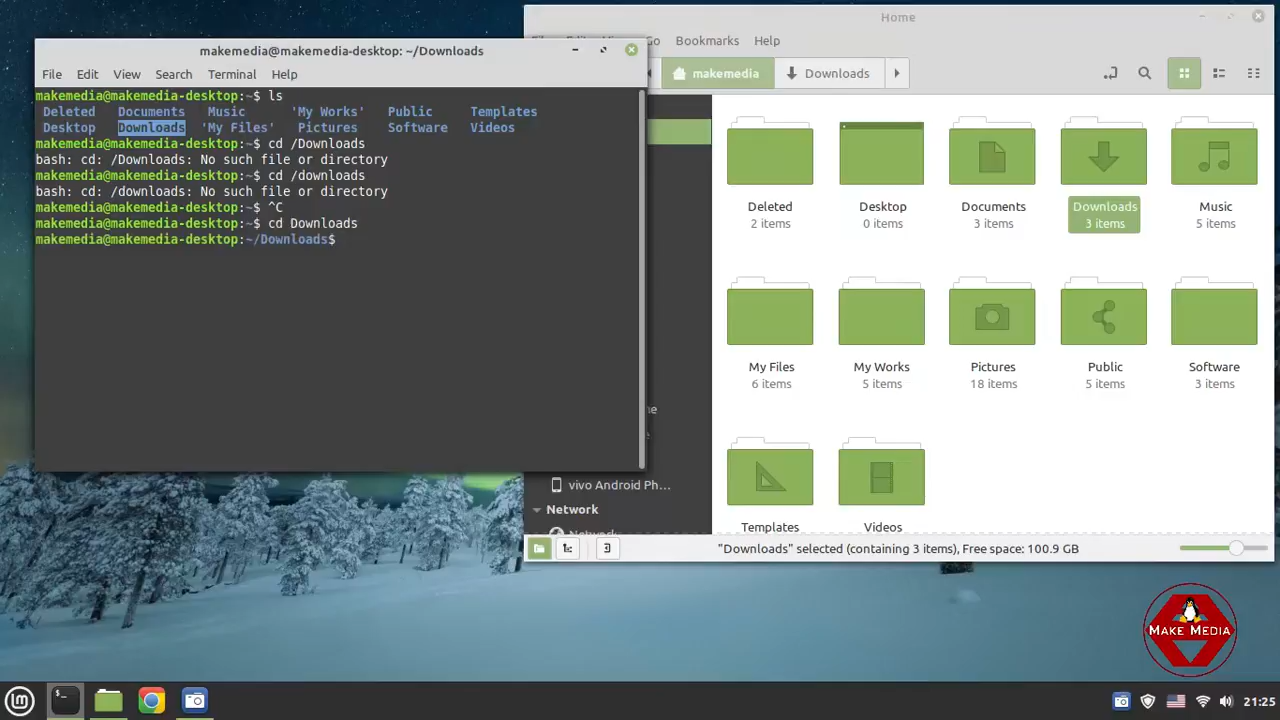 Home
Go Bookmarks Help
makemedia Downloads
makemedia@makemedia-desktop: ~/Downloads
File Edit View Search Terminal Help
makemedia@makemedia-desktop:~$ ls
Deleted Documents Music 'My Works' Public Templates
Desktop Downloads 'My Files' Pictures Software Videos
makemedia@makemedia-desktop:~$ cd /Downloads
bash: cd: /Downloads: No such file or directory
makemedia@makemedia-desktop:~$ cd /downloads
bash: cd: /downloads: No such file or directory
makemedia@makemedia-desktop:~$ ^C
makemedia@makemedia-desktop:~$ cd Downloads
makemedia@makemedia-desktop:~/Downloads$
Deleted Desktop Documents Downloads Music
2 items 0 items 3 items 3 items 5 items
My Files My Works Pictures Public Software
6 items 5 items 18 items 5 items 3 items
Templates Videos
vivo Android Ph...
Network
"Downloads" selected (containing 3 items), Free space: 100.9 GB
MAKE MEDIA
21:25